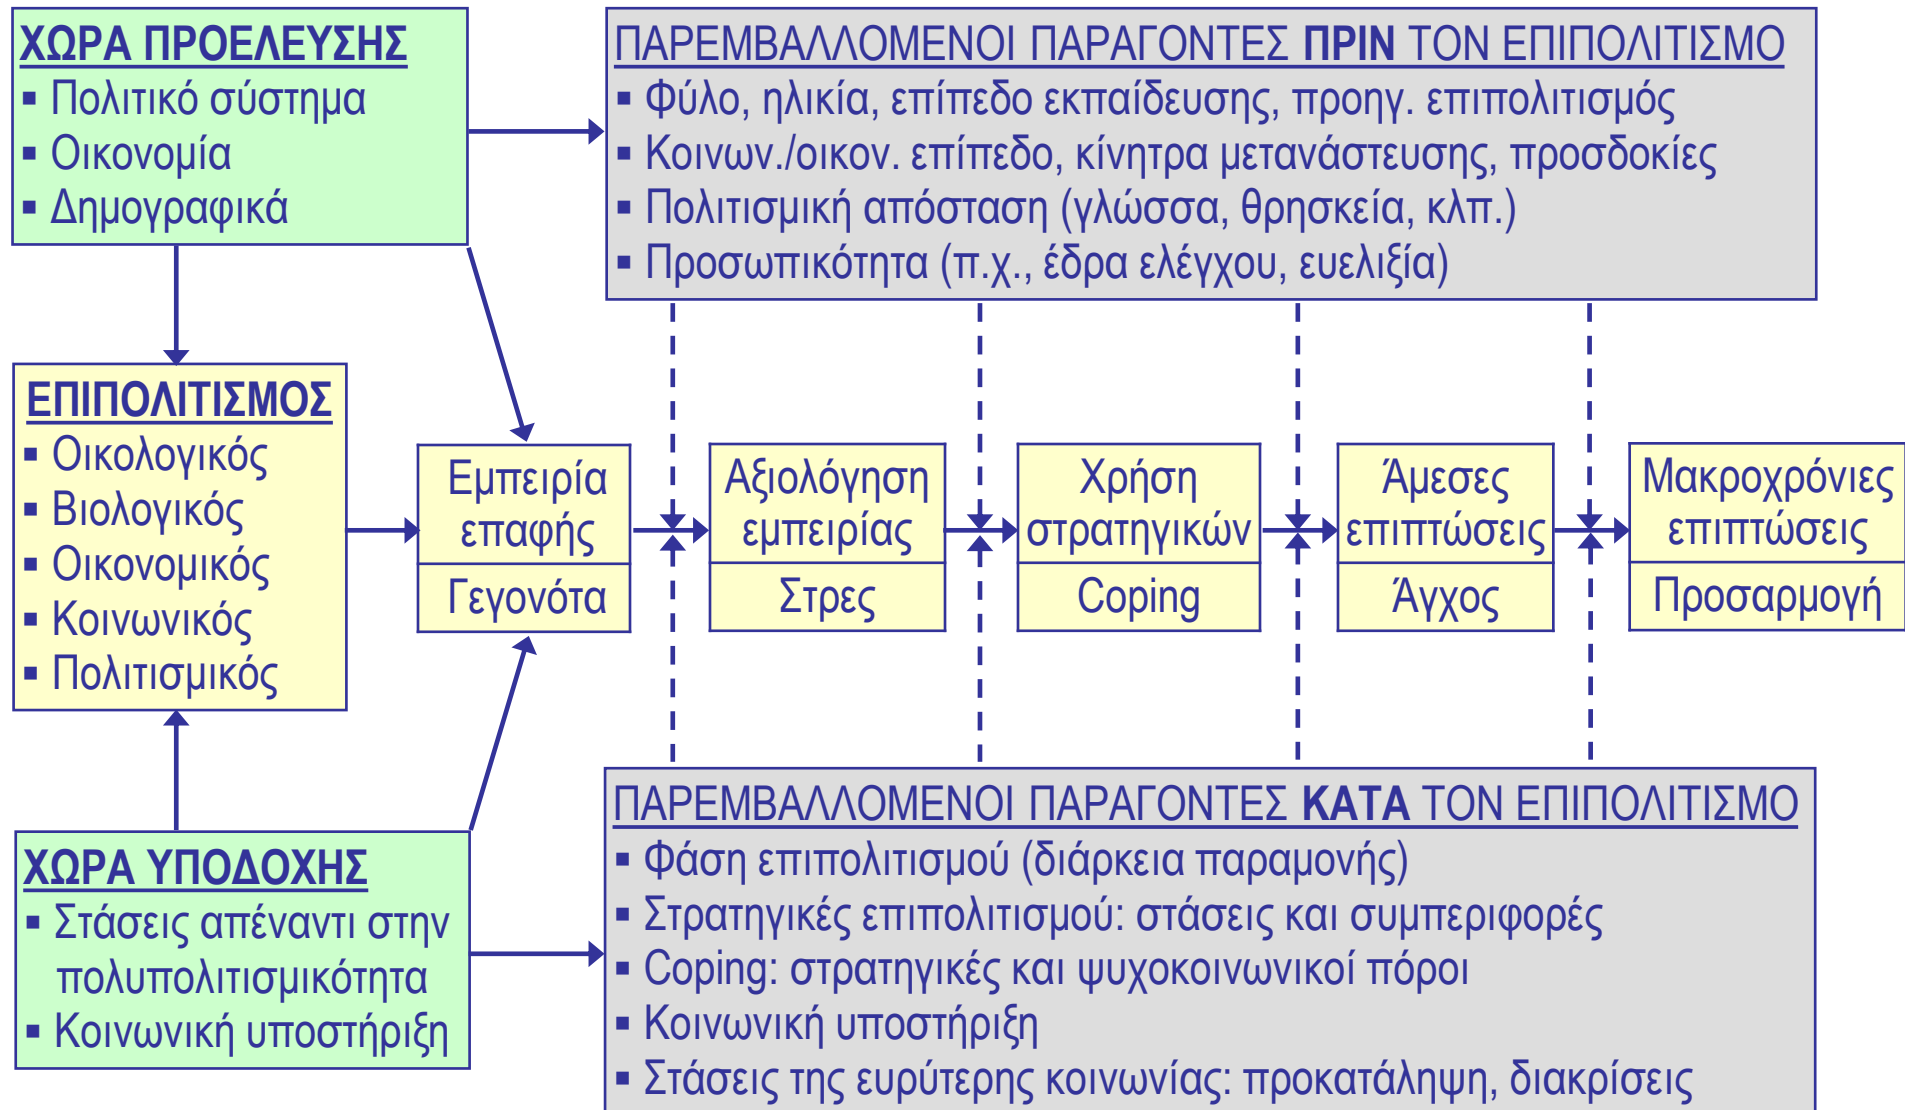 ΧΩΡΑ ΠΡΟΕΛΕΥΣΗΣ
▪ Πολιτικό σύστημα
▪ Οικονομία
▪ Δημογραφικά
ΠΑΡΕΜΒΑΛΛΟΜΕΝΟΙ ΠΑΡΑΓΟΝΤΕΣ ΠΡΙΝ ΤΟΝ ΕΠΙΠΟΛΙΤΙΣΜΟ
▪ Φύλο, ηλικία, επίπεδο εκπαίδευσης, προηγ. επιπολιτισμός
▪ Κοινων./οικον. επίπεδο, κίνητρα μετανάστευσης, προσδοκίες
▪ Πολιτισμική απόσταση (γλώσσα, θρησκεία, κλπ.)
▪ Προσωπικότητα (π.χ., έδρα ελέγχου, ευελιξία)
ΕΠΙΠΟΛΙΤΙΣΜΟΣ
▪ Οικολογικός
▪ Βιολογικός
▪ Οικονομικός
▪ Κοινωνικός
▪ Πολιτισμικός
Εμπειρία
επαφής
Γεγονότα
Αξιολόγηση
εμπειρίας
Στρες
Χρήση
στρατηγικών
Coping
Άμεσες
επιπτώσεις
Άγχος
Μακροχρόνιες
επιπτώσεις
Προσαρμογή
ΧΩΡΑ ΥΠΟΔΟΧΗΣ
▪ Στάσεις απέναντι στην
πολυπολιτισμικότητα
▪ Κοινωνική υποστήριξη
ΠΑΡΕΜΒΑΛΛΟΜΕΝΟΙ ΠΑΡΑΓΟΝΤΕΣ ΚΑΤΑ ΤΟΝ ΕΠΙΠΟΛΙΤΙΣΜΟ
▪ Φάση επιπολιτισμού (διάρκεια παραμονής)
▪ Στρατηγικές επιπολιτισμού: στάσεις και συμπεριφορές
▪ Coping: στρατηγικές και ψυχοκοινωνικοί πόροι
▪ Κοινωνική υποστήριξη
▪ Στάσεις της ευρύτερης κοινωνίας: προκατάληψη, διακρίσεις